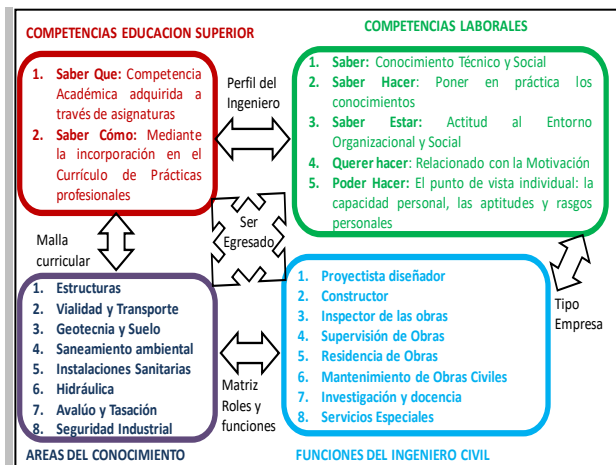 COMPETENCIAS EDUCACION SUPERIOR
1. Saber Que: Competencia
Académica adquirida a
través de asignaturas
2. Saber Cómo: Mediante
la incorporación en el
Currículo de Prácticas
profesionales
Perfil del
Ingeniero
COMPETENCIAS LABORALES
1. Saber: Conocimiento Técnico y Social
2. Saber Hacer: Poner en práctica los
conocimientos
3. Saber Estar: Actitud al Entorno
Organizacional y Social
4. Querer hacer: Relacionado con la Motivación
5. Poder Hacer: El punto de vista individual: la
capacidad personal, las aptitudes y rasgos
personales
Malla
curricular
Ser
Egresado
Tipo
Empresa
1 Estructuras
2. Vialidad y Transporte
3. Geotecnia y Suelo
4. Saneamiento ambiental
5. Instalaciones Sanitarias
6. Hidráulica
7. Avalúo y Tasación
8. Seguridad Industrial
AREAS DEL CONOCIMIENTO
Matriz
Roles y
funciones
1. Proyectista diseñador
2. Constructor
3. Inspector de las obras
4. Supervisión de Obras
5. Residencia de Obras
6. Mantenimiento de Obras Civiles
7. Investigación y docencia
8. Servicios Especiales
FUNCIONES DEL INGENIERO CIVIL